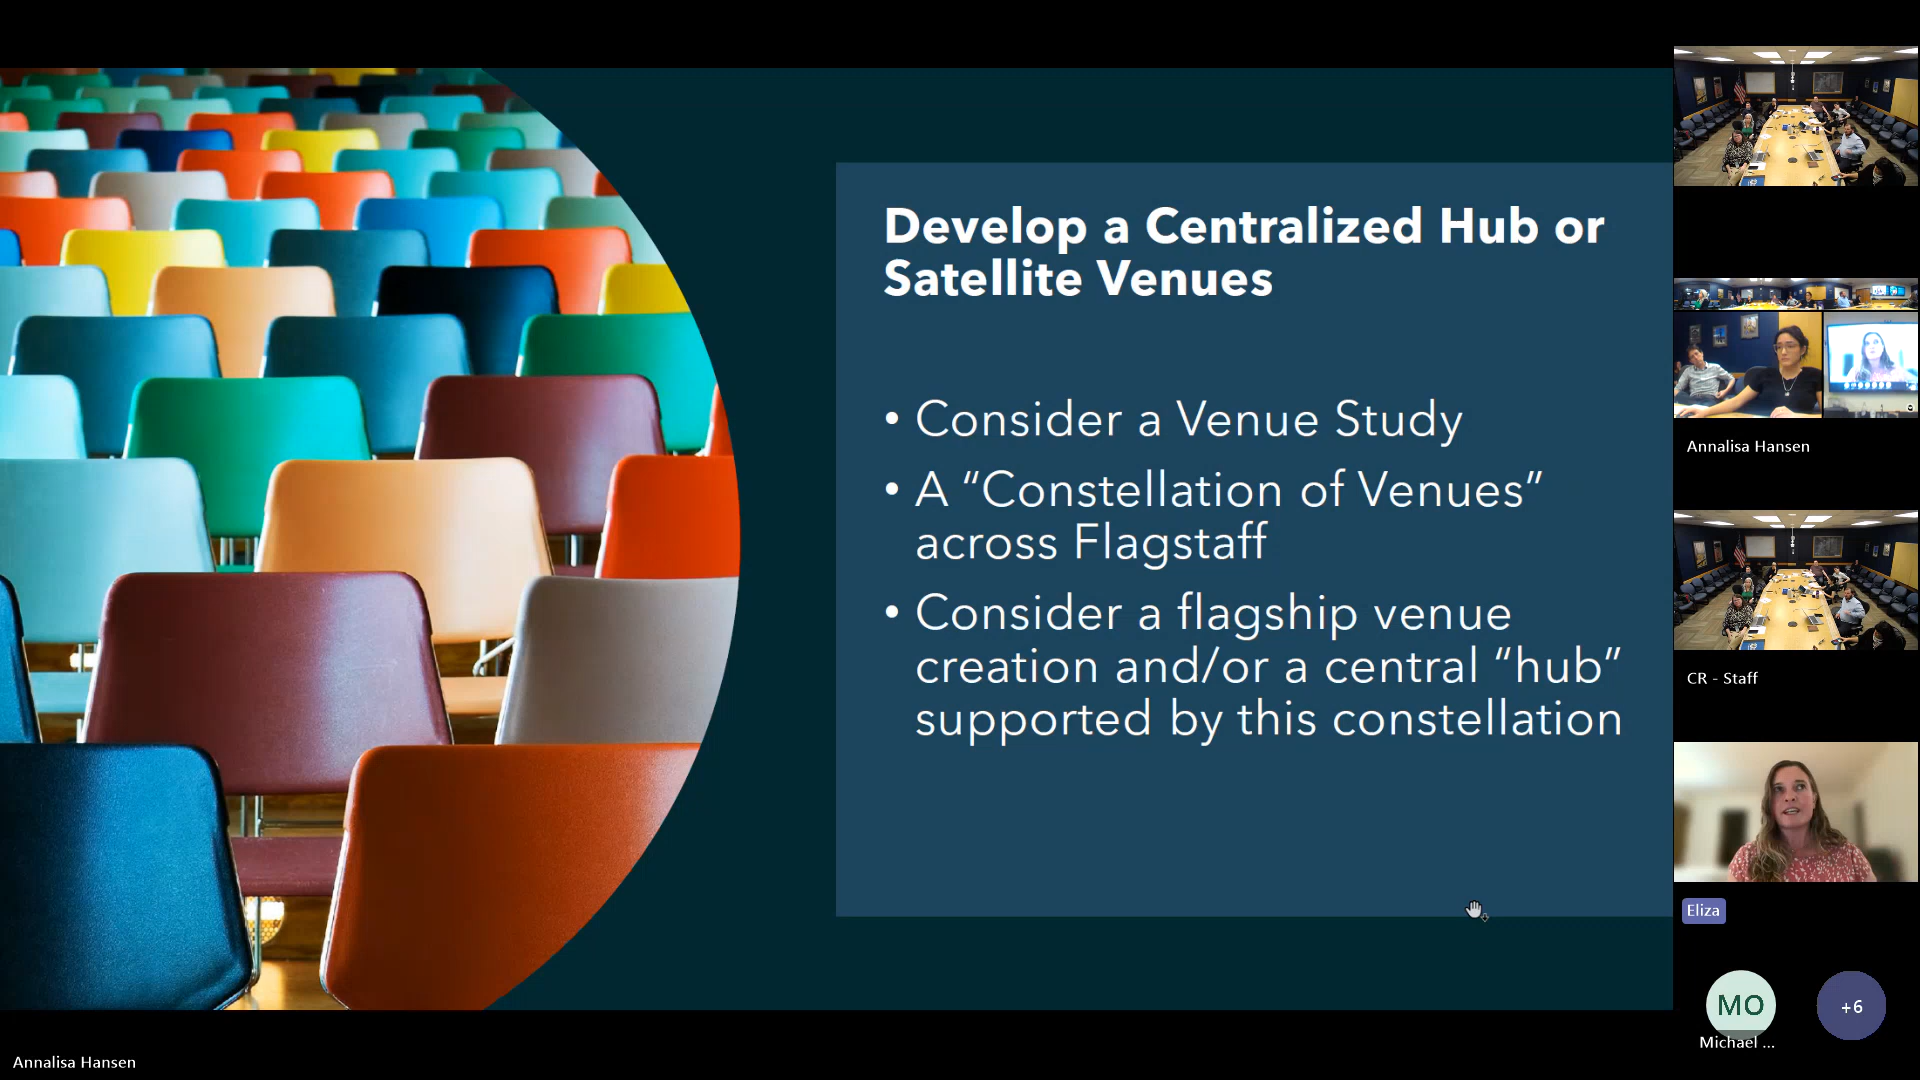 Develop a Centralized Hub or
Satellite Venues
• Consider a Venue Study
• A “Constellation of Venues”
across Flagstaff
• Consider a flagship venue
creation and/or a central “hub”
supported by this constellation
Annalisa Hansen
CR - Staff
Eliza
MO
+6
Michael ...
Annalisa Hansen